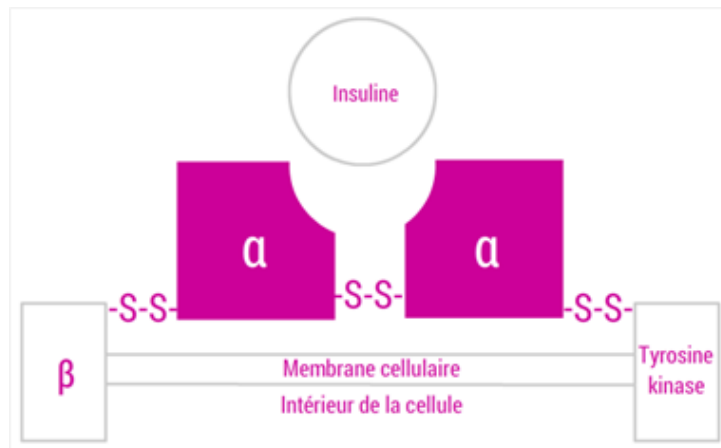 Insuline
α
α
-S-S-
-S-S-
-S-S-
β
Membrane cellulaire
Intérieur de la cellule
Tyrosine
kinase